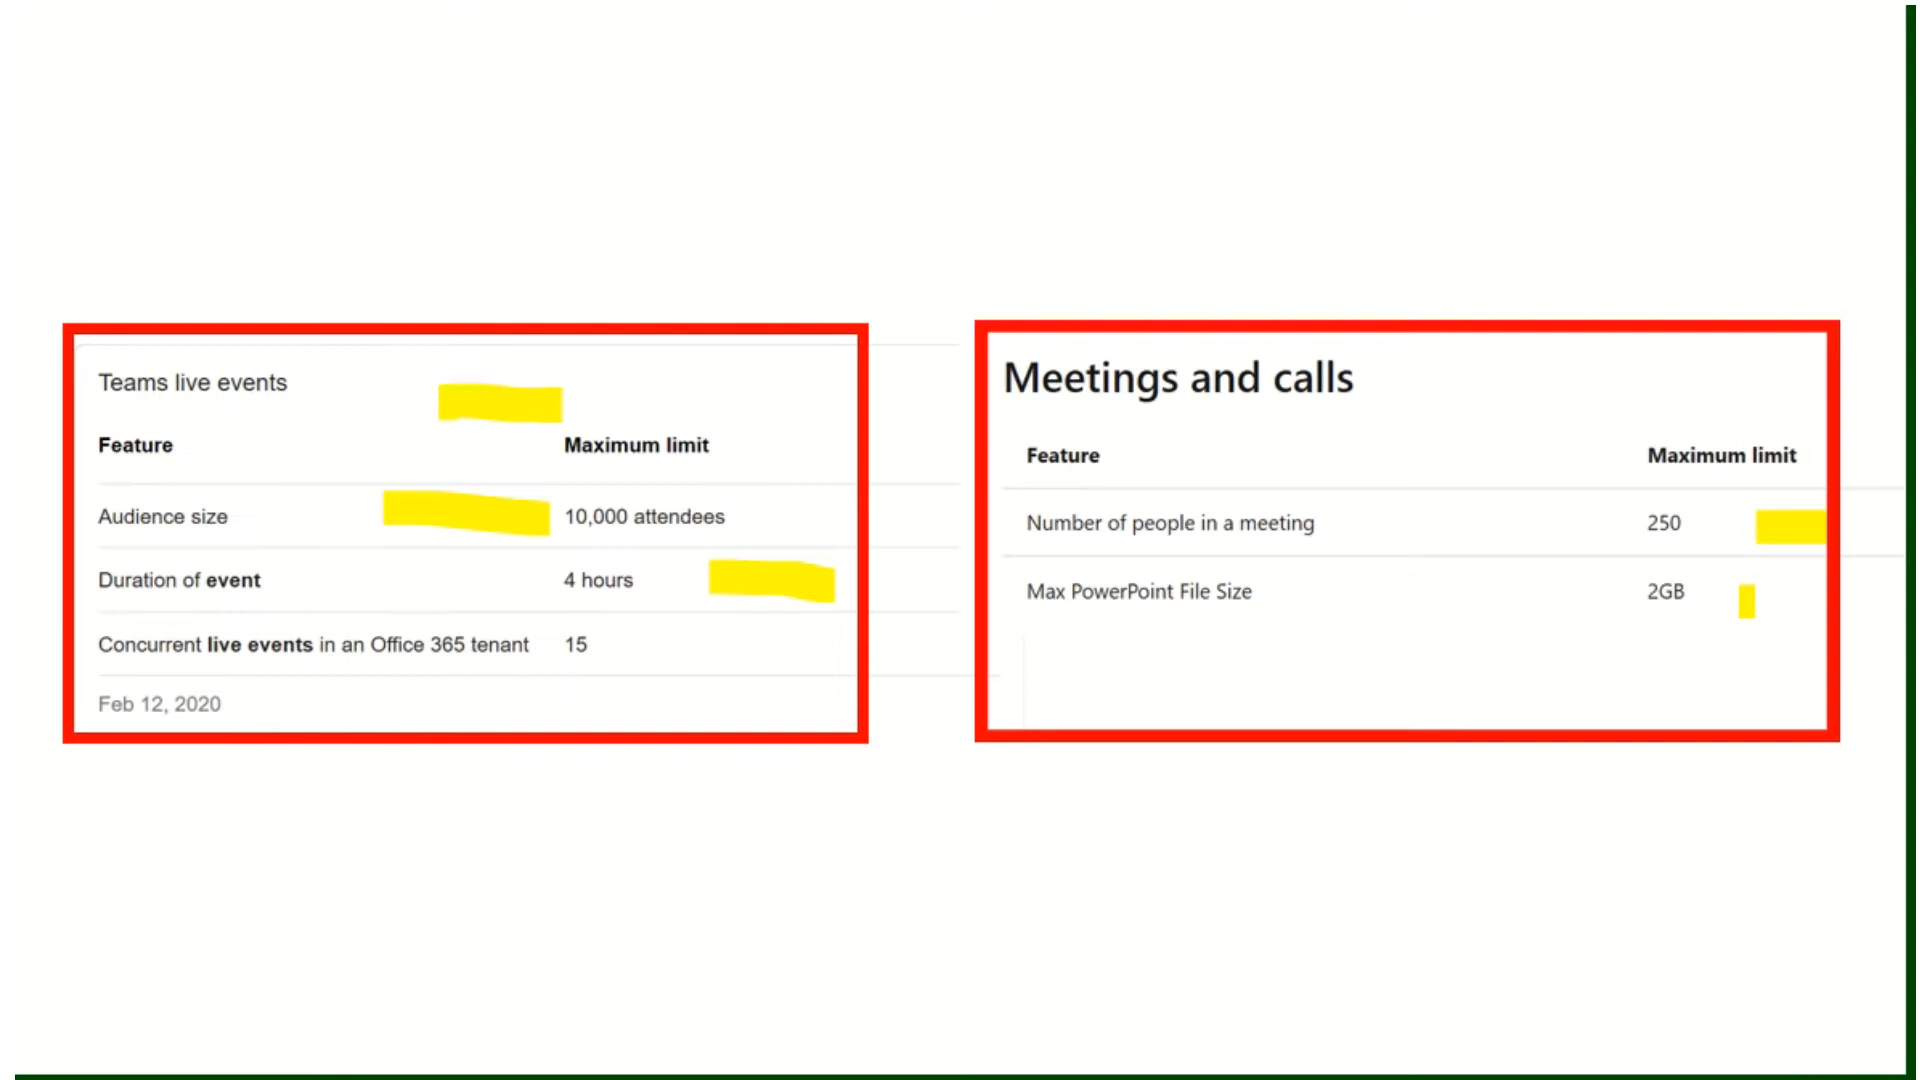 Teams live events
Feature Maximum limit
Audience size 10,000 attendees
Duration of event 4 hours
Concurrent live events in an Office 365 tenant 15
Feb 12, 2020
Meetings and calls
Feature Maximum limit
Number of people in a meeting 250
Max PowerPoint File Size 2GB